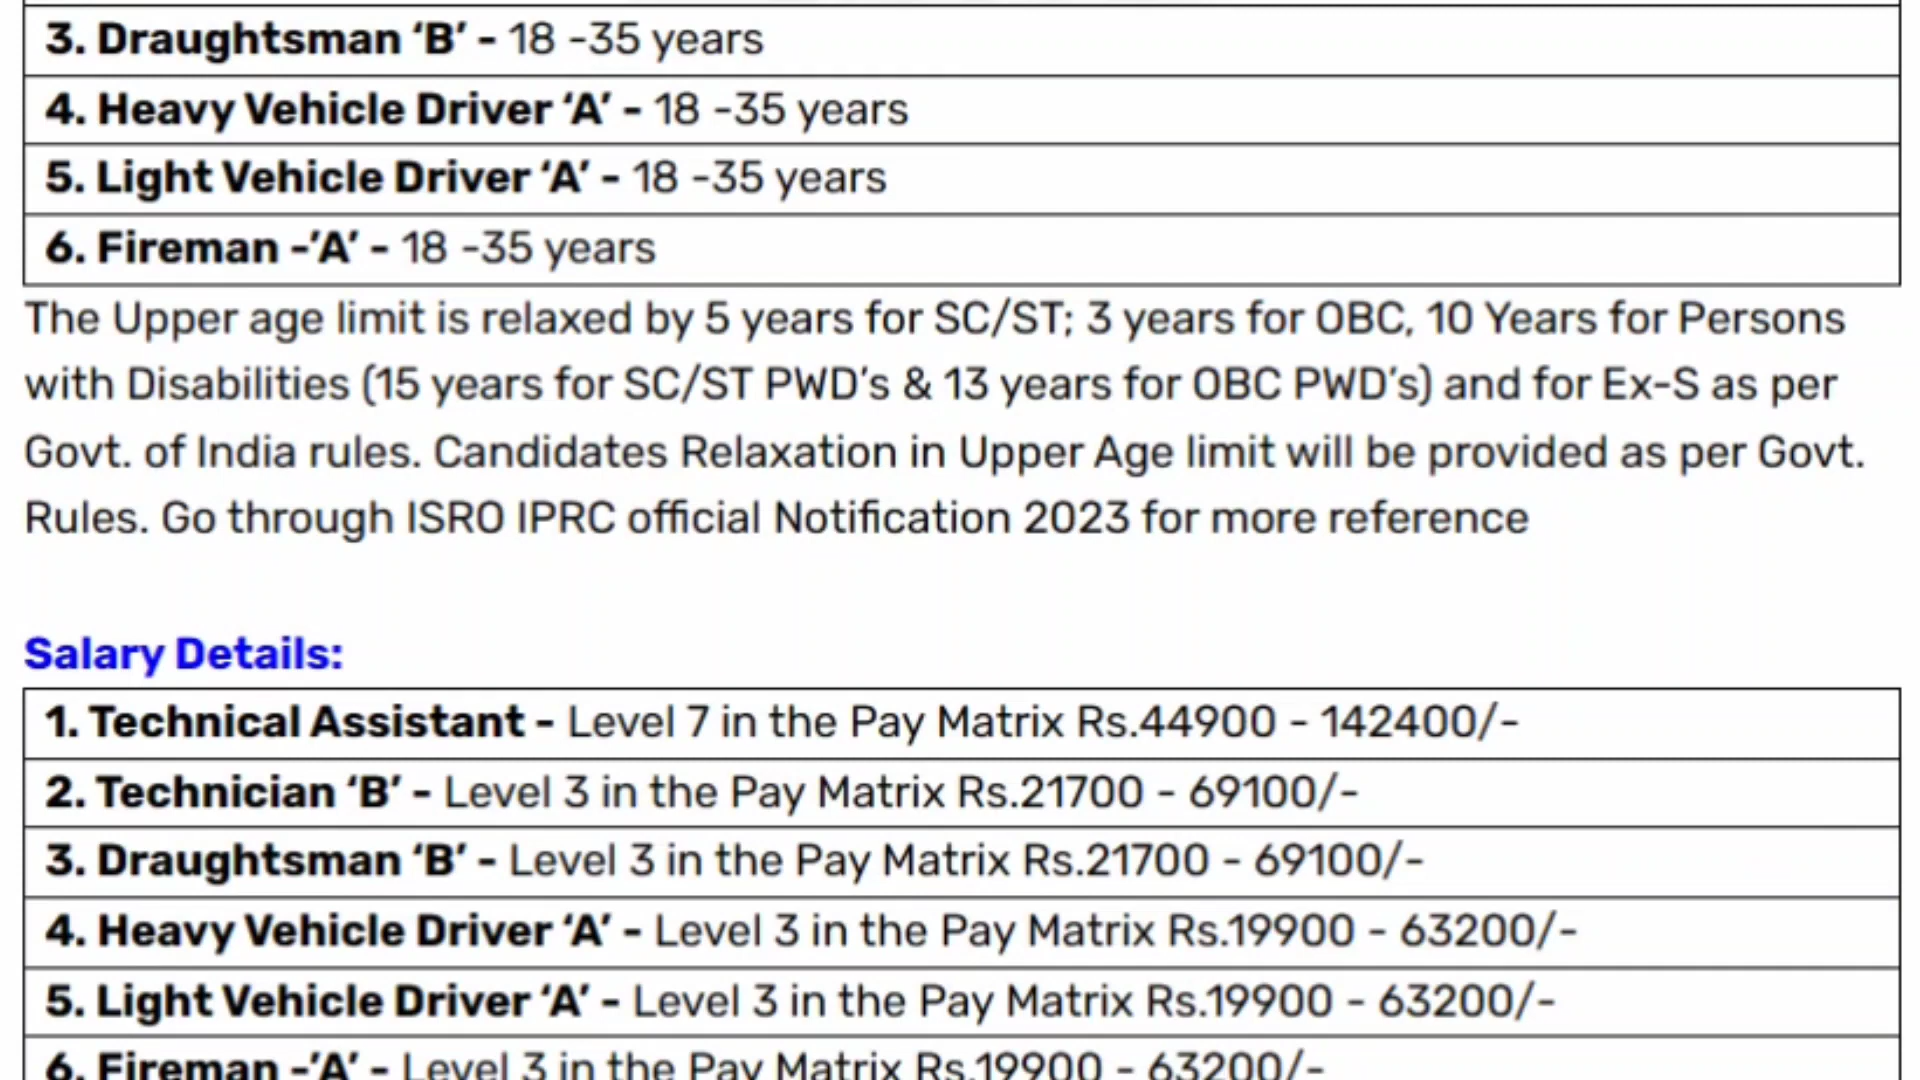 3. Draughtsman ‘B’ - 18 -35 years
4. Heavy Vehicle Driver ‘A’ - 18 -35 years
5. Light Vehicle Driver ‘A’ - 18 -35 years
6. Fireman -’A’ - 18 -35 years
The Upper age limit is relaxed by 5 years for SC/ST; 3 years for OBC, 10 Years for Persons
with Disabilities (15 years for SC/ST PWD’s & 13 years for OBC PWD’s) and for Ex-S as per
Govt. of India rules. Candidates Relaxation in Upper Age limit will be provided as per Govt.
Rules. Go through ISRO IPRC official Notification 2023 for more reference
Salary Details:
1. Technical Assistant - Level 7 in the Pay Matrix Rs.44900 - 142400/-
2. Technician ‘B’ - Level 3 in the Pay Matrix Rs.21700 - 69100/-
3. Draughtsman ‘B’ - Level 3 in the Pay Matrix Rs.21700 - 69100/-
4. Heavy Vehicle Driver ‘A’ - Level 3 in the Pay Matrix Rs.19900 - 63200/-
5. Light Vehicle Driver ‘A’ - Level 3 in the Pay Matrix Rs.19900 - 63200/-
6. Fireman -’A’ - Level 3 in the Pay Matrix Rs.19900 - 63200/-